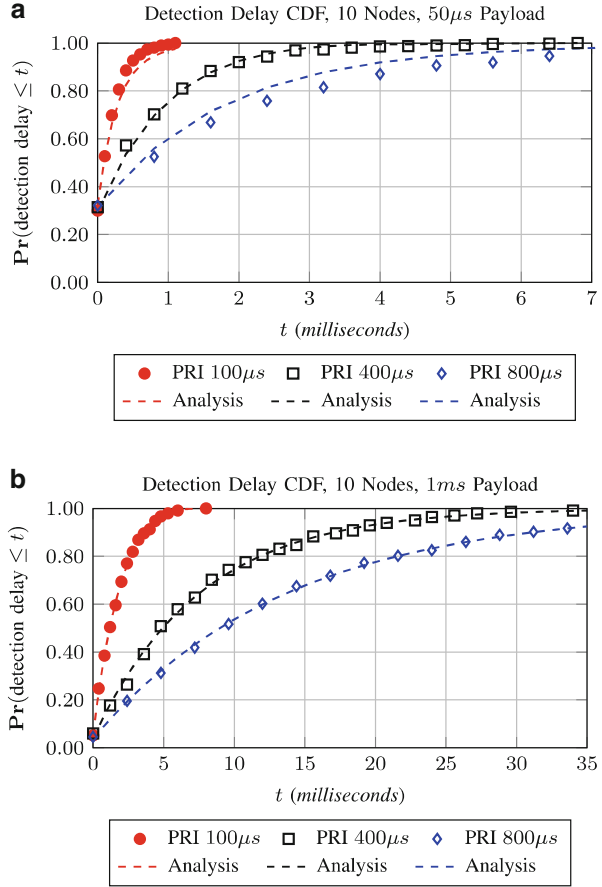 a
Detection Delay CDF, 10 Nodes, 50μs Payload
1.00
0.80
0.60
0.40
0.20
0.00
Pr(detection delay ≤ t)
0 1 2 3 4 5 6 7
t (milliseconds)
PRI 100μs PRI 400μs PRI 800μs
Analysis Analysis Analysis
b
Detection Delay CDF, 10 Nodes, 1ms Payload
1.00
0.80
0.60
0.40
0.20
0.00
Pr(detection delay ≤ t)
0 5 10 15 20 25 30 35
t (milliseconds)
PRI 100μs PRI 400μs PRI 800μs
Analysis Analysis Analysis